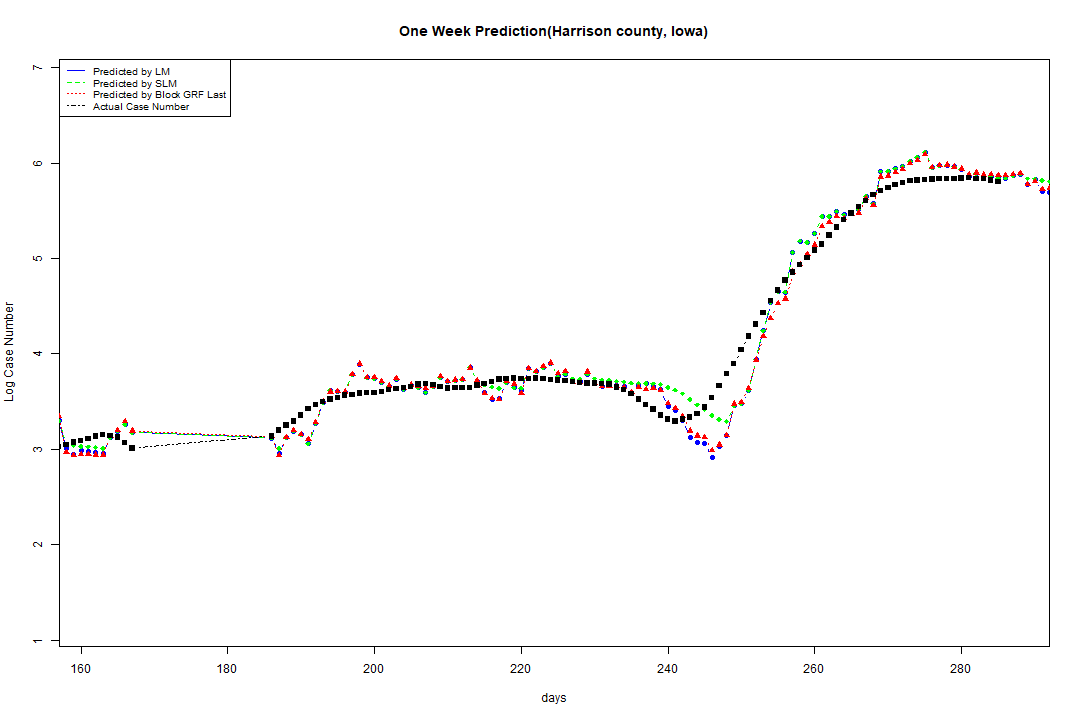 One Week Prediction(Harrison county, Iowa)
Predicted by LM
Predicted by SLM
Predicted by Block GRF Last
Actual Case Number
Log Case Number
7
6
5
4
3
2
1
160 180 200 220 240 260 280
days